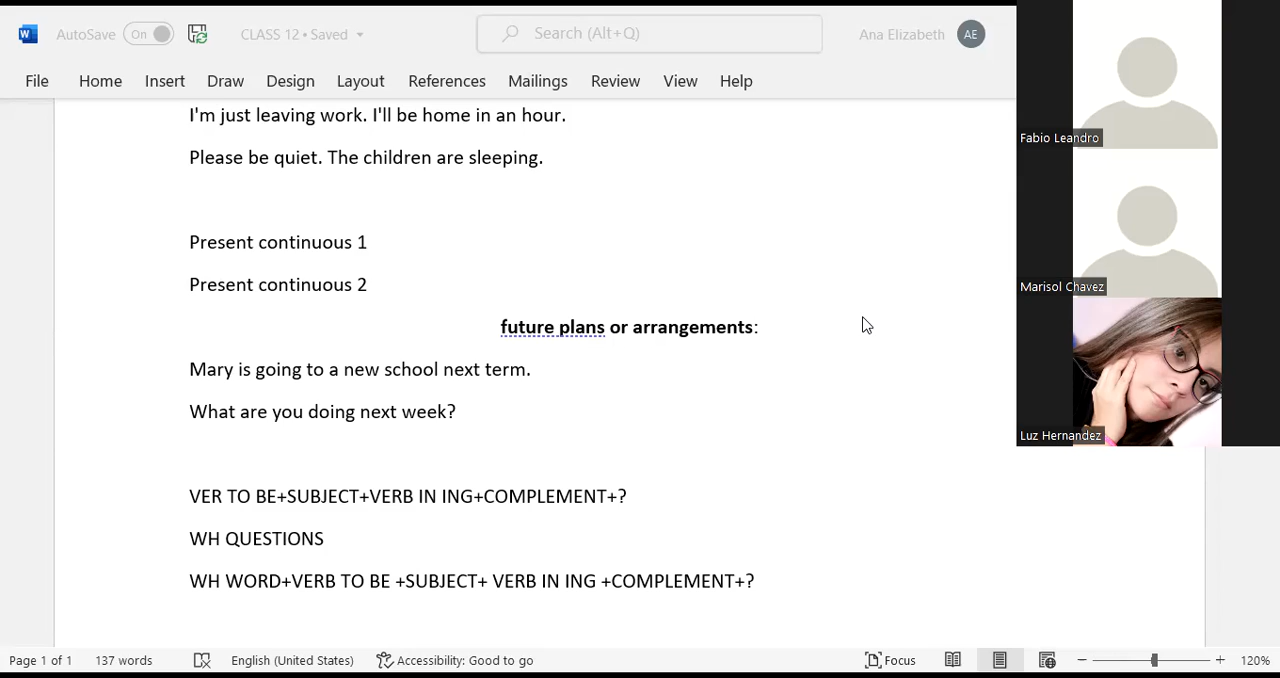 AutoSave On CLASS 12 • Saved Search (Alt+Q) Ana Elizabeth AE
File Home Insert Draw Design Layout References Mailings Review View Help
I'm just leaving work. I'll be home in an hour.
Please be quiet. The children are sleeping.
Present continuous 1
Present continuous 2
future plans or arrangements:
Mary is going to a new school next term.
What are you doing next week?
VER TO BE+SUBJECT+VERB IN ING+COMPLEMENT+?
WH QUESTIONS
WH WORD+VERB TO BE +SUBJECT+ VERB IN ING +COMPLEMENT+?
Fabio Leandro
Marisol Chavez
Luz Hernandez
Page 1 of 1 137 words English (United States) Accessibility: Good to go Focus 120%